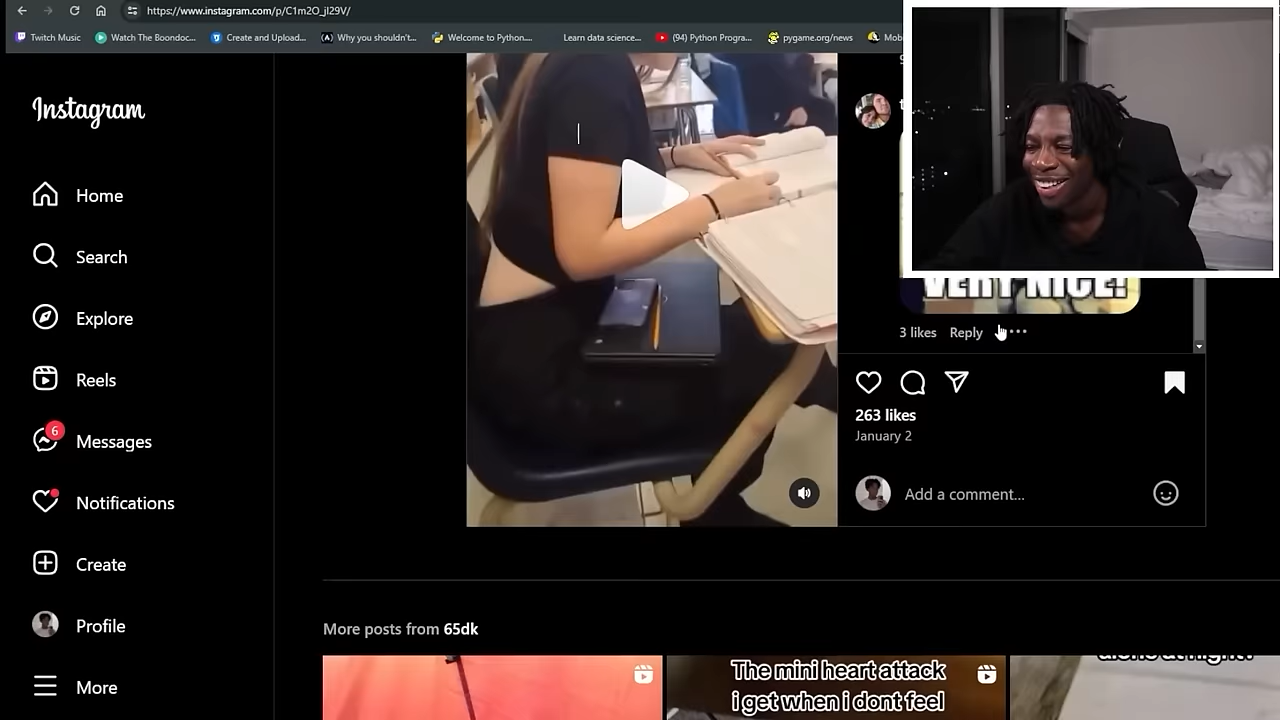 https://www.instagram.com/p/C1m2O_jl29V/
Twitch Music
Watch The Boondoc...
Create and Upload...
Why you shouldn't...
Welcome to Python....
Learn data science...
(94) Python Progra...
pygame.org/news
Mob
Instagram
Home
Search
Explore
Reels
6
Messages
Notifications
Create
Profile
More
VERY NICE!
3 likes
Reply
263 likes
January 2
Add a comment...
More posts from 65dk
The mini heart attack
i get when i dont feel